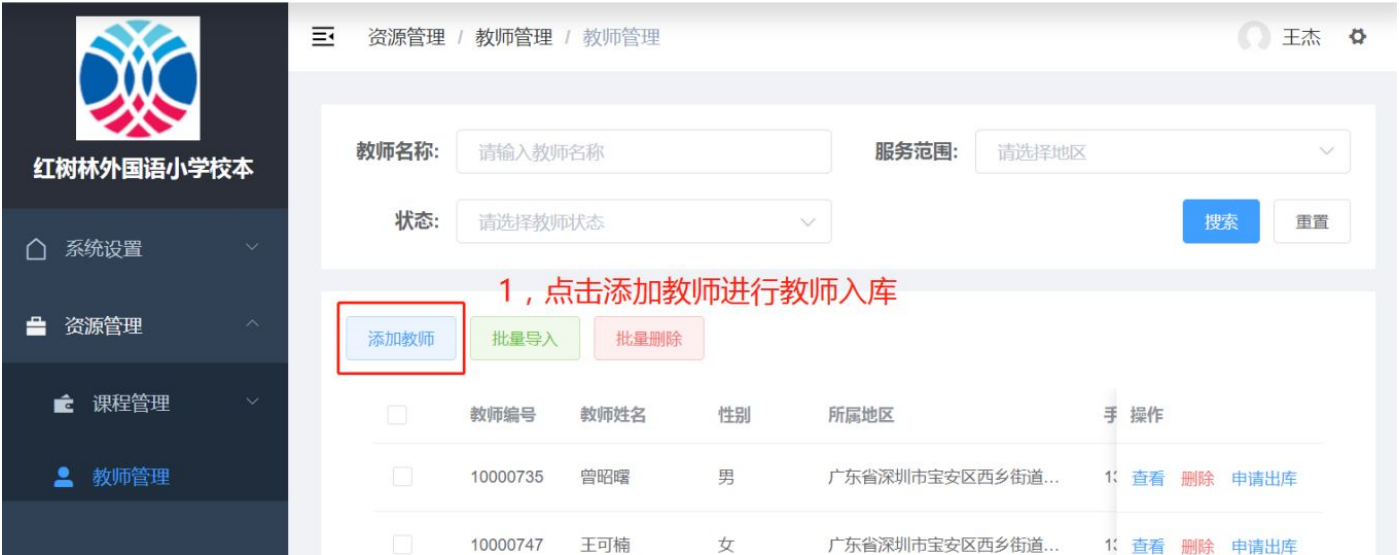 资源管理 / 教师管理 / 教师管理
王杰
红树林外国语小学校本
系统设置
资源管理
课程管理
教师管理
教师名称: 请输入教师名称 服务范围: 请选择地区
状态: 请选择教师状态 搜索 重置
1，点击添加教师进行教师入库
添加教师 批量导入 批量删除
教师编号 教师姓名 性别 所属地区 手 操作
10000735 曾昭曙 男 广东省深圳市宝安区西乡街道... 13 查看 删除 申请出库
10000747 王可楠 女 广东省深圳市宝安区西乡街道... 13 查看 删除 申请出库